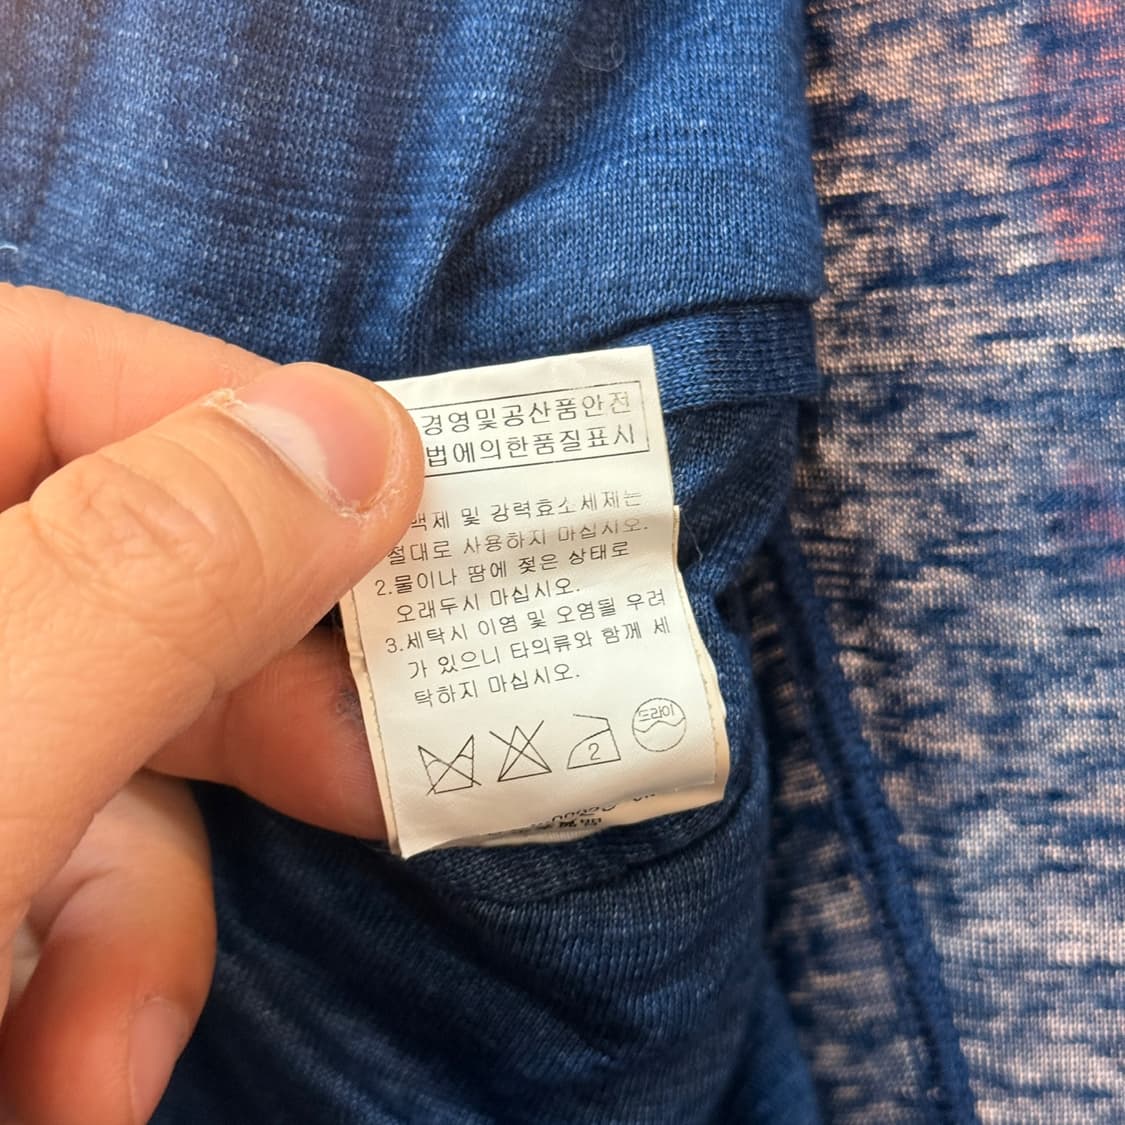 경영및공산품안전
법에의한품질표시
백제 및 강력효소세제는
절대로 사용하지 마십시오.
2.물이나 땀에 젖은 상태로
오래두시 마십시오.
3.세탁시 이염 및 오염될 우려
가 있으니 타의류와 함께 세
탁하지 마십시오.
드라이
2